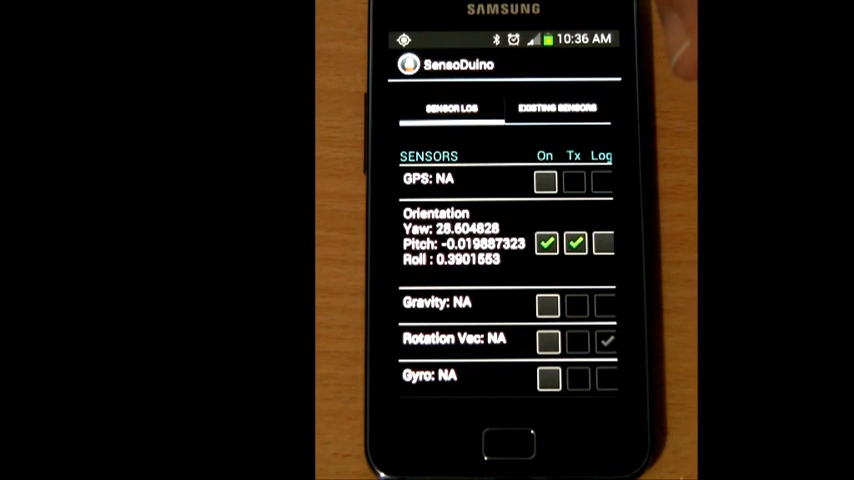 SAMSUNG
10:36 AM
SensoDuino
SENSOR LOG
EXISTING SENSORS
SENSORS On Tx Log
GPS: NA
Orientation
Yaw: 28.604828
Pitch: -0.019887323
Roll : 0.3901553
Gravity: NA
Rotation Vec: NA
Gyro: NA